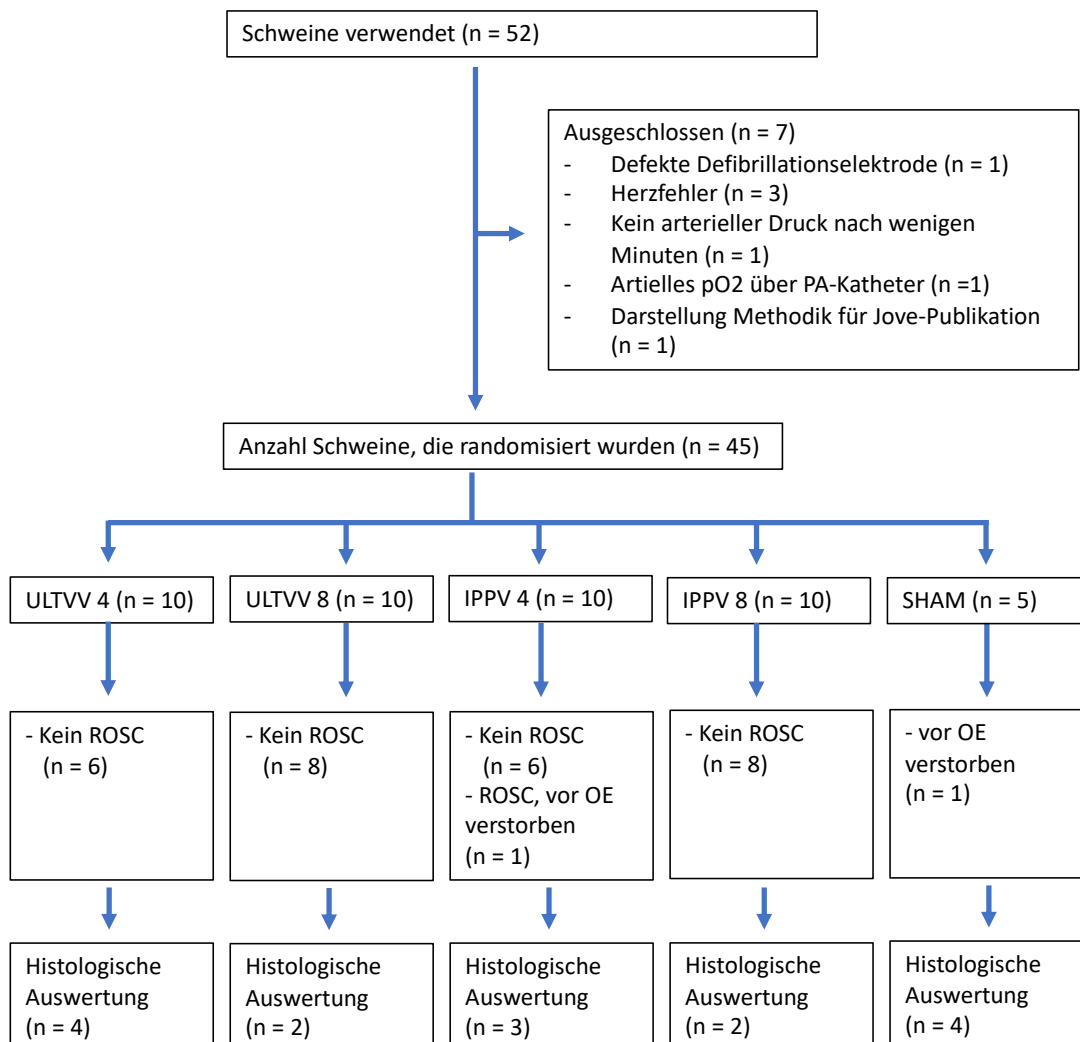 Schweine verwendet (n = 52)
Ausgeschlossen (n = 7)
- Defekte Defibrillationselektrode (n = 1)
- Herzfehler (n = 3)
- Kein arterieller Druck nach wenigen
Minuten (n = 1)
- Artielles pO2 über PA-Katheter (n =1)
- Darstellung Methodik für Jove-Publikation
(n = 1)
Anzahl Schweine, die randomisiert wurden (n = 45)
ULTVV 4 (n = 10)
ULTVV 8 (n = 10)
IPPV 4 (n = 10)
IPPV 8 (n = 10)
SHAM (n = 5)
- Kein ROSC
(n = 6)
- Kein ROSC
(n = 8)
- Kein ROSC
(n = 6)
- ROSC, vor OE
verstorben
(n = 1)
- Kein ROSC
(n = 8)
- vor OE
verstorben
(n = 1)
Histologische
Auswertung
(n = 4)
Histologische
Auswertung
(n = 2)
Histologische
Auswertung
(n = 3)
Histologische
Auswertung
(n = 2)
Histologische
Auswertung
(n = 4)